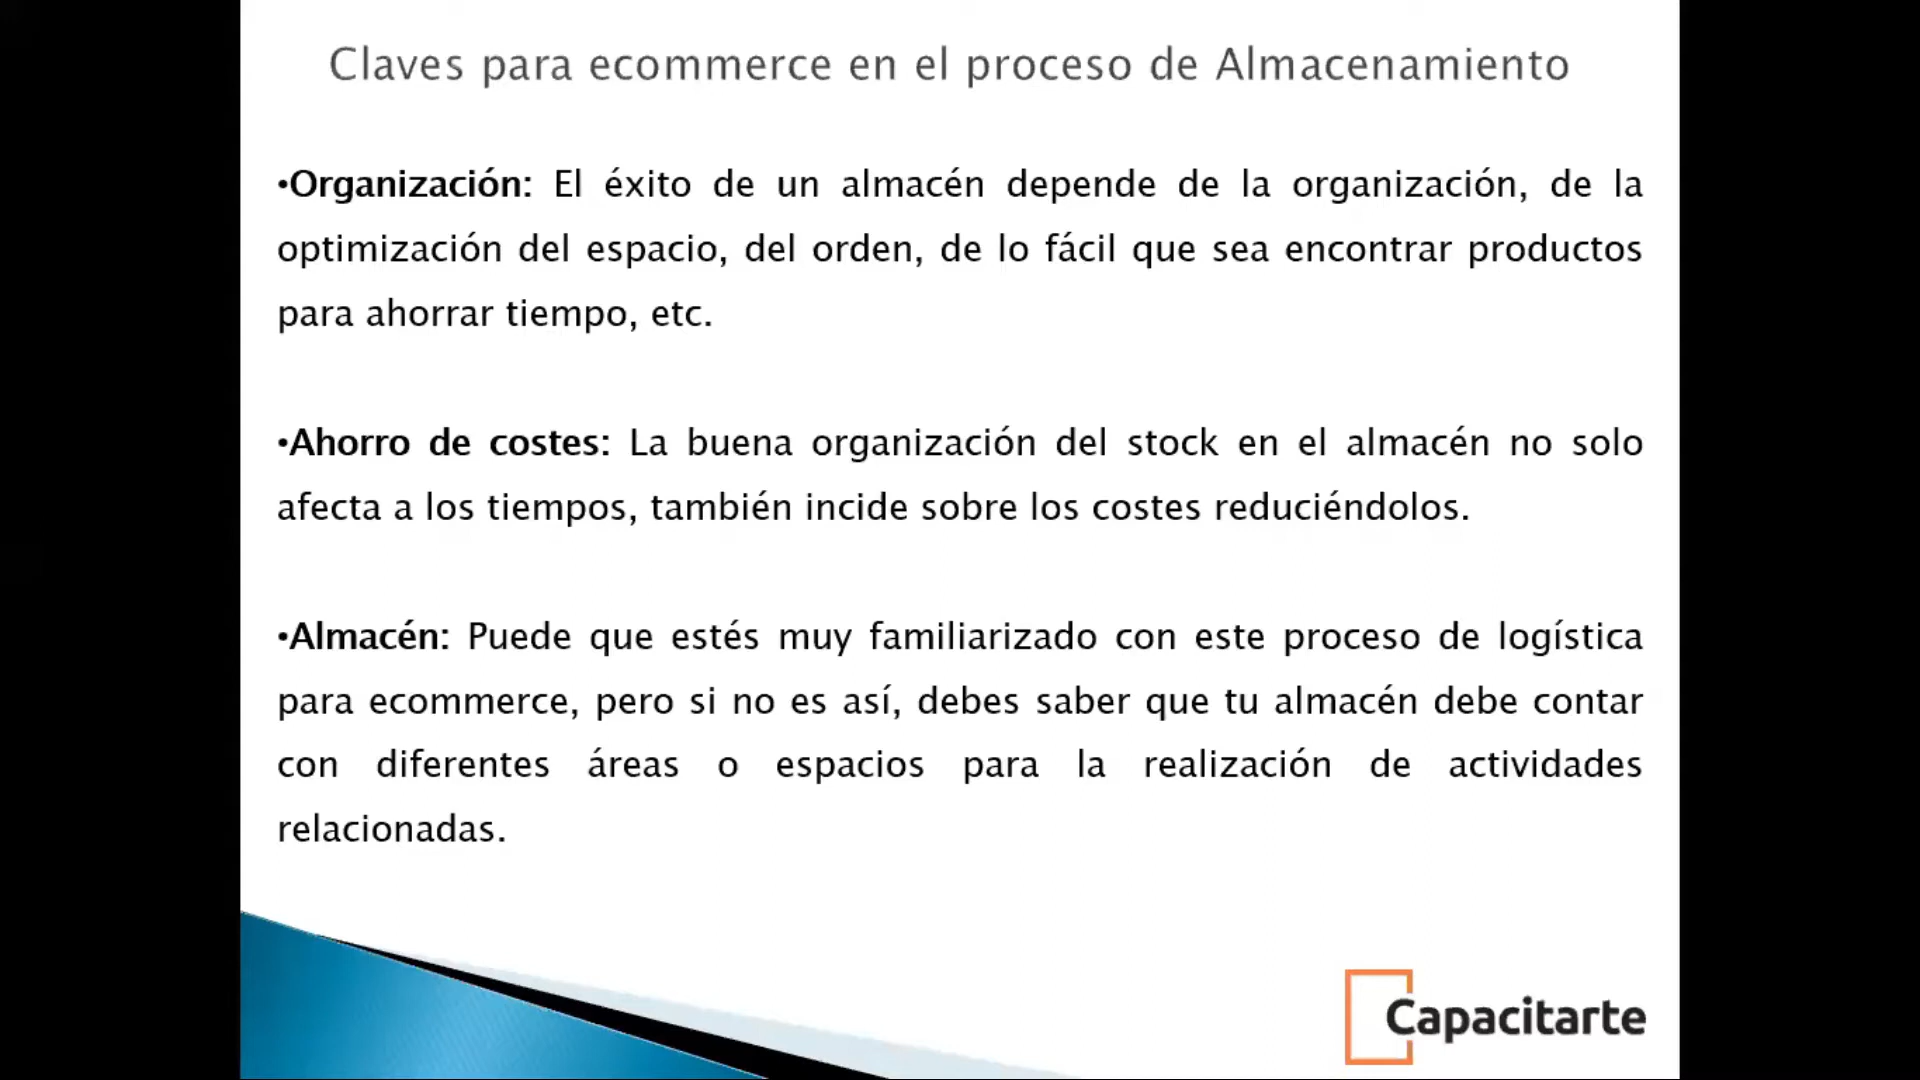 Claves para ecommerce en el proceso de Almacenamiento
•Organización: El éxito de un almacén depende de la organización, de la
optimización del espacio, del orden, de lo fácil que sea encontrar productos
para ahorrar tiempo, etc.
•Ahorro de costes: La buena organización del stock en el almacén no solo
afecta a los tiempos, también incide sobre los costes reduciéndolos.
•Almacén: Puede que estés muy familiarizado con este proceso de logística
para ecommerce, pero si no es así, debes saber que tu almacén debe contar
con diferentes áreas o espacios para la realización de actividades
relacionadas.
Capacitarte